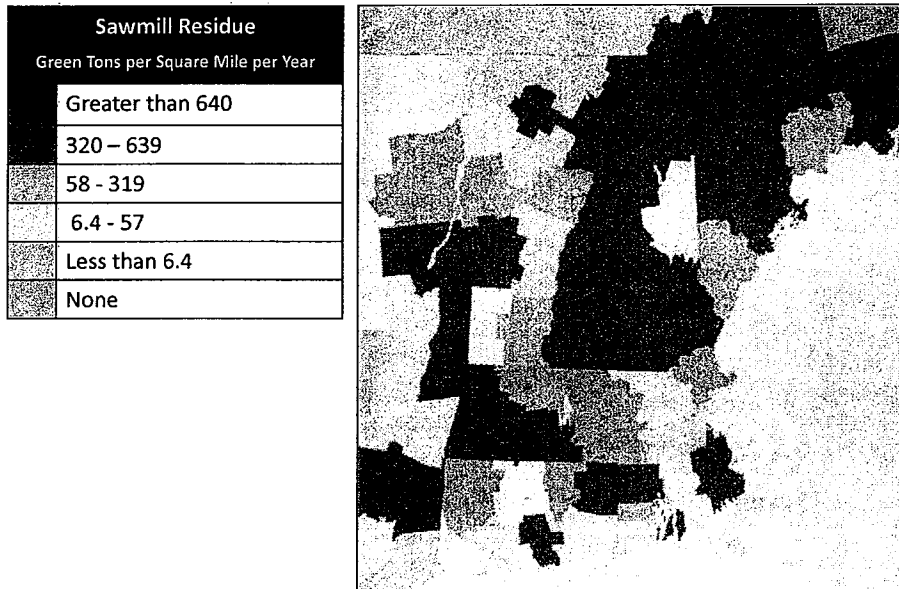 Sawmill Residue
Green Tons per Square Mile per Year
Greater than 640
320 – 639
58 - 319
6.4 - 57
Less than 6.4
None